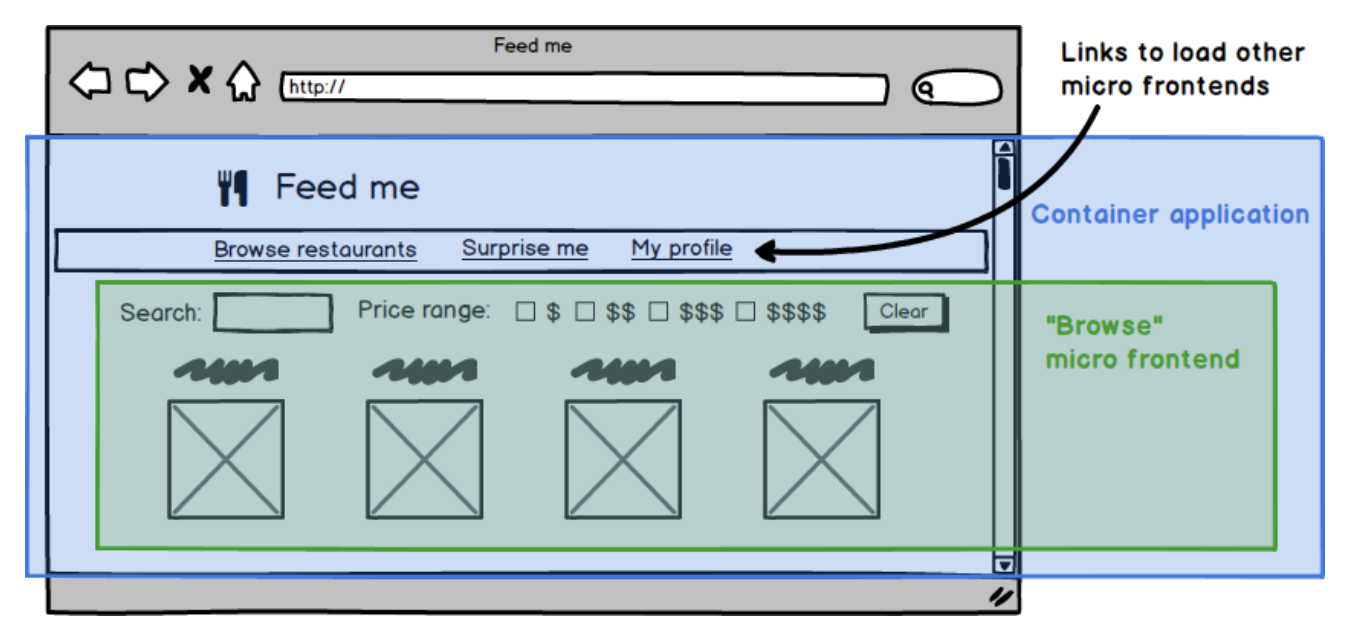 Feed me
http://
Links to load other
micro frontends
Feed me
Container application
Browse restaurants Surprise me My profile
Search: Price range: $ $$ $$$ $$$$ Clear
"Browse"
micro frontend